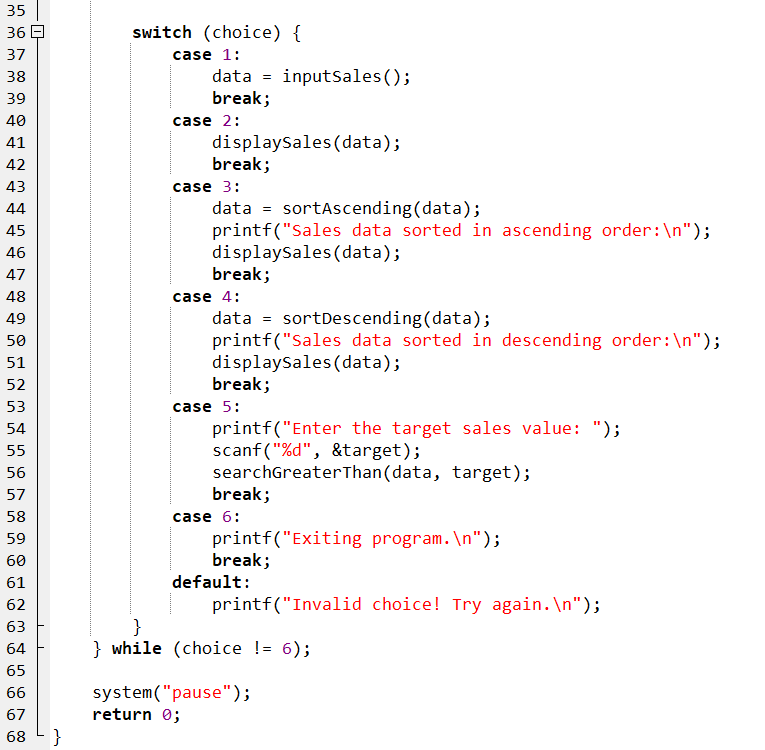 35
36 switch (choice) {
37 case 1:
38 data = inputSales();
39 break;
40 case 2:
41 displaySales(data);
42 break;
43 case 3:
44 data = sortAscending(data);
45 printf("Sales data sorted in ascending order:\n");
46 displaySales(data);
47 break;
48 case 4:
49 data = sortDescending(data);
50 printf("Sales data sorted in descending order:\n");
51 displaySales(data);
52 break;
53 case 5:
54 printf("Enter the target sales value: ");
55 scanf("%d", &target);
56 searchGreaterThan(data, target);
57 break;
58 case 6:
59 printf("Exiting program.\n");
60 break;
61 default:
62 printf("Invalid choice! Try again.\n");
63 }
64 } while (choice != 6);
65
66 system("pause");
67 return 0;
68 }